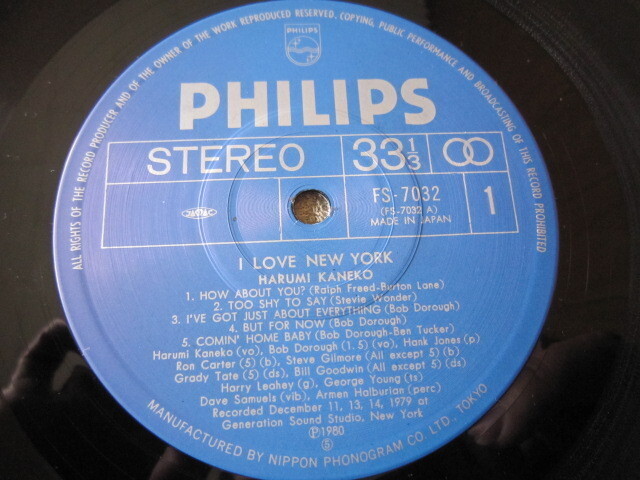 ALL RIGHTS OF THE RECORD PRODUCER AND OF THE OWNER OF THE WORK REPRODUCED RESERVED, COPYING, PUBLIC PERFORMANCE AND BROADCASTING OF THIS RECORD PROHIBITED
PHILIPS
PHILIPS
STEREO 33 1/3
FS-7032
(FS-7032 A)
MADE IN JAPAN
1
I LOVE NEW YORK
HARUMI KANEKO
1. HOW ABOUT YOU? (Ralph Freed-Burton Lane)
2. TOO SHY TO SAY (Stevie Wonder)
3. I'VE GOT JUST ABOUT EVERYTHING (Bob Dorough)
4. BUT FOR NOW (Bob Dorough)
5. COMIN' HOME BABY (Bob Dorough-Ben Tucker)
Harumi Kaneko (vo), Bob Dorough (1. 5) (vo), Hank Jones (p)
Ron Carter (5) (b), Steve Gilmore (All except 5) (b)
Grady Tate (5) (ds), Bill Goodwin (All except 5) (ds)
Harry Leahey (g), George Young (ts)
Dave Samuels (vib), Armen Halburian (perc)
Recorded December 11, 13, 14, 1979 at
Generation Sound Studio, New York
Ⓟ1980
Ⓢ
MANUFACTURED BY NIPPON PHONOGRAM CO. LTD., TOKYO